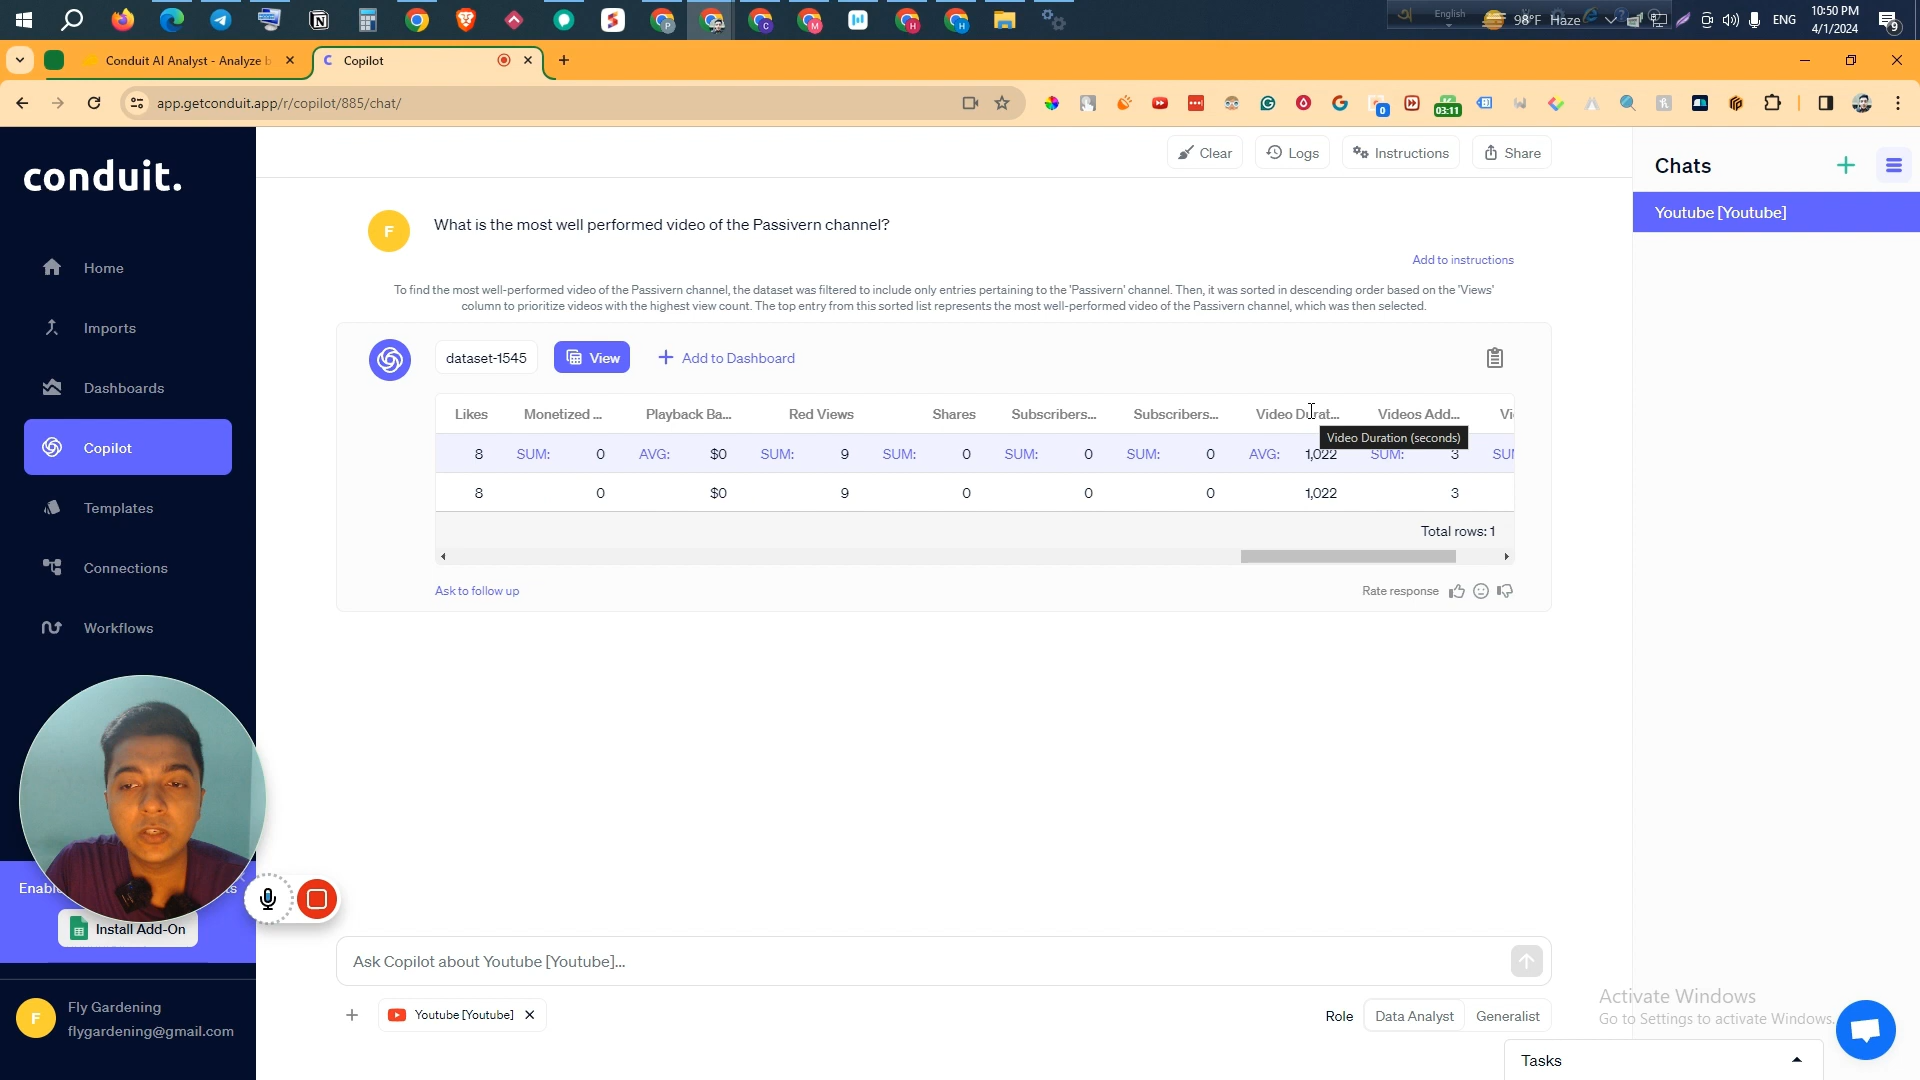 English
98°F Haze
ENG
10:50 PM
4/1/2024
9
Conduit AI Analyst - Analyze b
Copilot
app.getconduit.app/r/copilot/885/chat/
0
03:11
conduit.
Home
Imports
Dashboards
Copilot
Templates
Connections
Workflows
Install Add-On
F
Fly Gardening
flygardening@gmail.com
Clear
Logs
Instructions
Share
F
What is the most well performed video of the Passivern channel?
Add to instructions
To find the most well-performed video of the Passivern channel, the dataset was filtered to include only entries pertaining to the 'Passivern' channel. Then, it was sorted in descending order based on the 'Views'
column to prioritize videos with the highest view count. The top entry from this sorted list represents the most well-performed video of the Passivern channel, which was then selected.
dataset-1545
View
Add to Dashboard
Likes Monetized ... Playback Ba... Red Views Shares Subscribers... Subscribers... Video Durat... Videos Add... Vi
Video Duration (seconds)
8 SUM: 0 AVG: $0 SUM: 9 SUM: 0 SUM: 0 SUM: 0 AVG: 1,022 SUM: 3 SUM
8 0 $0 9 0 0 0 1,022 3
Total rows: 1
Ask to follow up
Rate response
Ask Copilot about Youtube [Youtube]...
Youtube [Youtube]
Role
Data Analyst
Generalist
Chats
Youtube [Youtube]
Activate Windows
Go to Settings to activate Windows.
Tasks